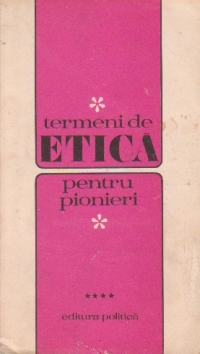 termeni de
ETICĂ
pentru
pionieri
****
editura politică